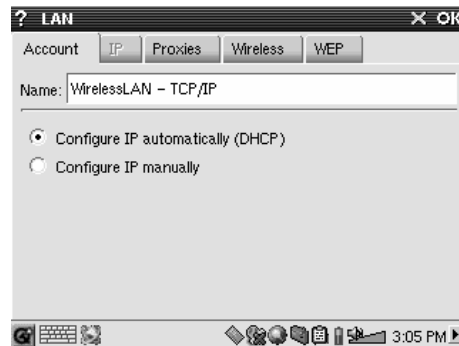 ? LAN X OK
Account IP Proxies Wireless WEP
Name: WirelessLAN – TCP/IP
Configure IP automatically (DHCP)
Configure IP manually
3:05 PM